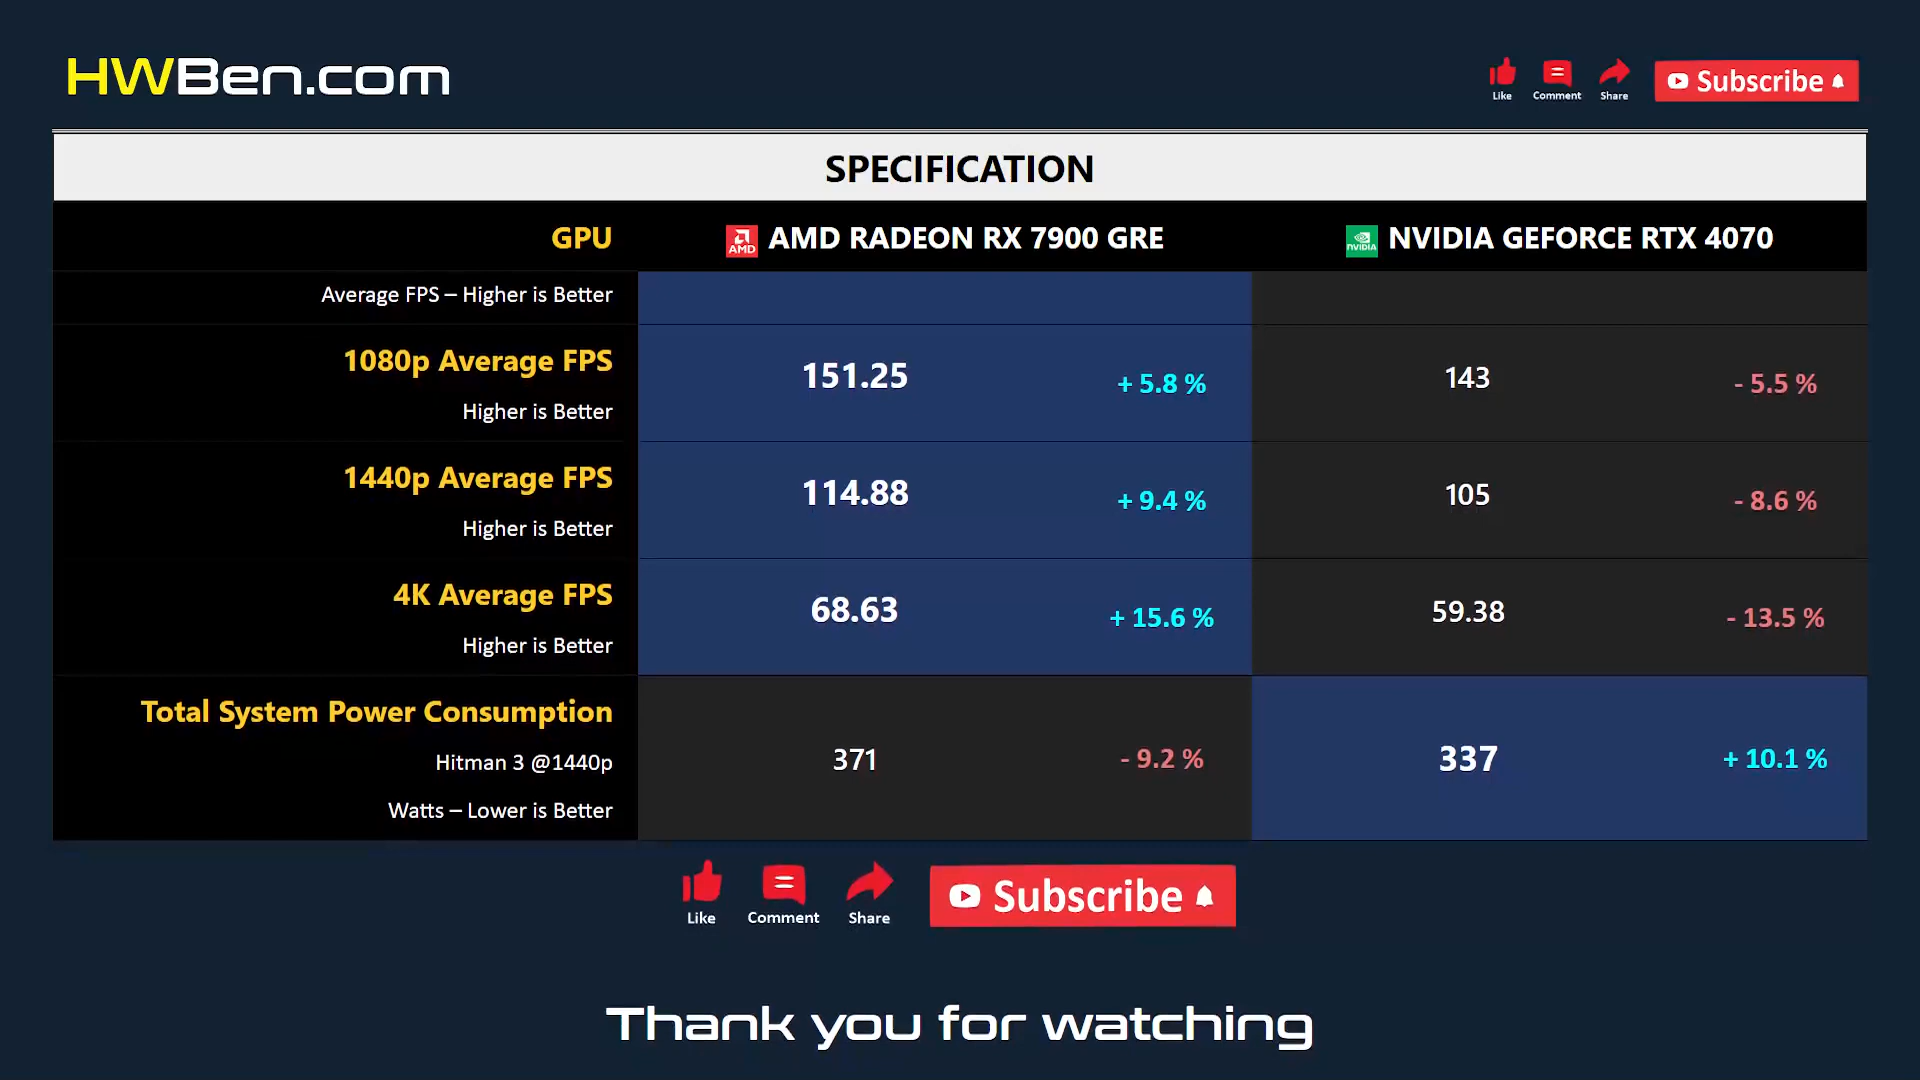 HWBen.com
Like Comment Share Subscribe
SPECIFICATION
GPU AMD AMD RADEON RX 7900 GRE NVIDIA NVIDIA GEFORCE RTX 4070
Average FPS – Higher is Better
1080p Average FPS
151.25 + 5.8 % 143 - 5.5 %
Higher is Better
1440p Average FPS
114.88 + 9.4 % 105 - 8.6 %
Higher is Better
4K Average FPS
68.63 + 15.6 % 59.38 - 13.5 %
Higher is Better
Total System Power Consumption
Hitman 3 @1440p
371 - 9.2 % 337 + 10.1 %
Watts – Lower is Better
Like Comment Share Subscribe
Thank you for watching